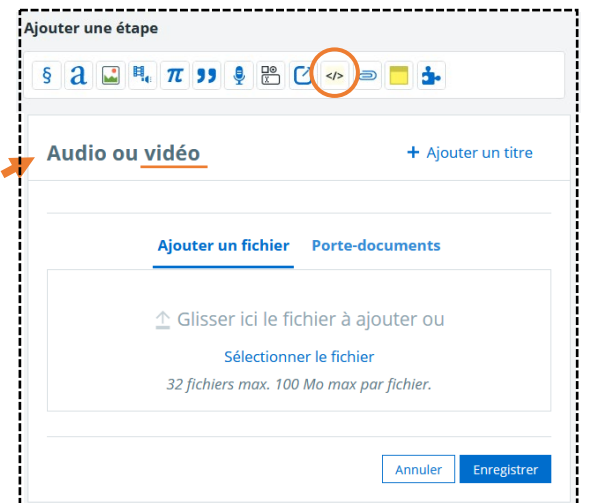 Ajouter une étape
§ a π </>
Audio ou vidéo
+ Ajouter un titre
Ajouter un fichier Porte-documents
Glisser ici le fichier à ajouter ou
Sélectionner le fichier
32 fichiers max. 100 Mo max par fichier.
Annuler Enregistrer